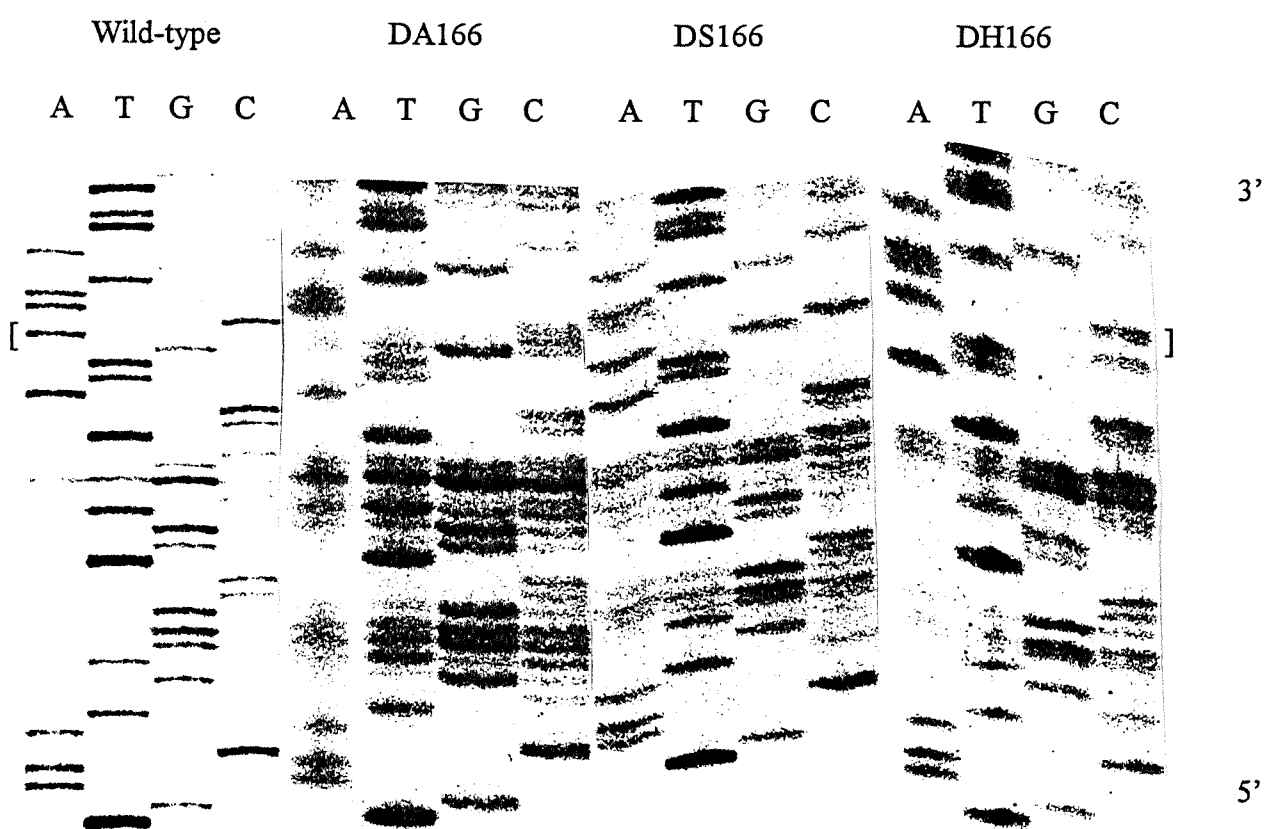 Wild-type DA166 DS166 DH166
A T G C A T G C A T G C A T G C
3'
[ ]
5'